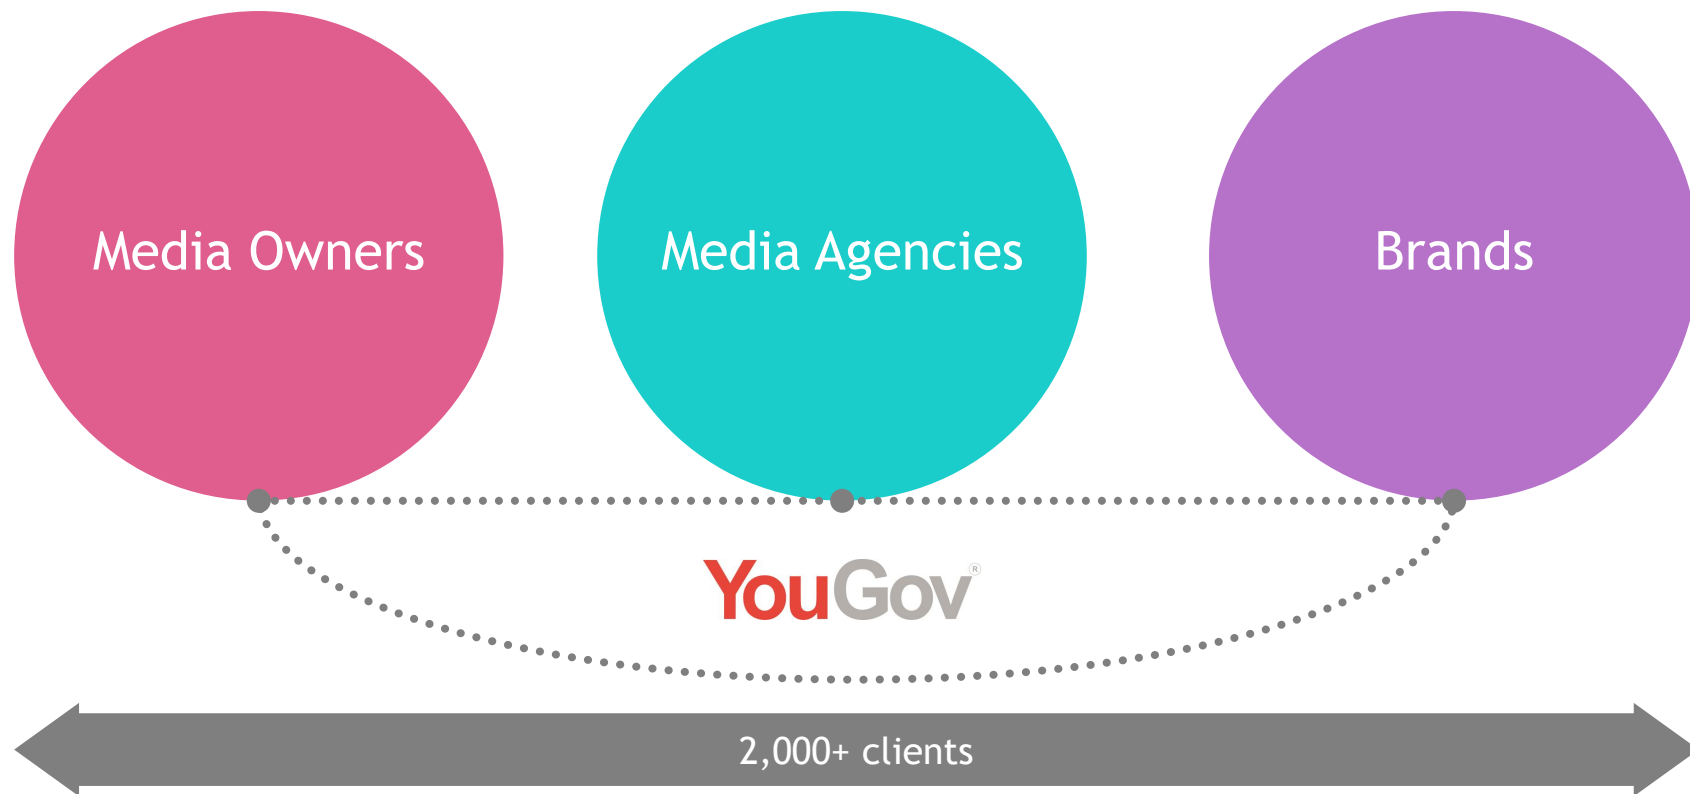 Media Owners
Media Agencies
Brands
YouGov®
2,000+ clients